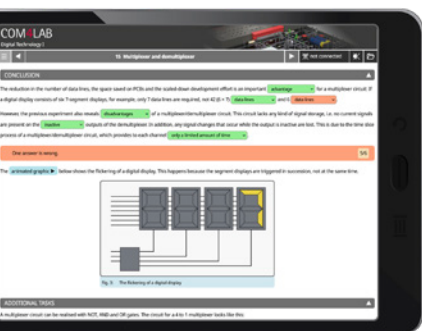 COM LAB
Digital Technology I
15 Multiplexer and demultiplexer
not connected
CONCLUSION
The reduction in the number of data lines, the space saved on PCBs and the scaled-down development effort is an important advantage for a multiplexer circuit. If
a digital display consists of six 7-segment displays, for example, only 7 data lines are required, not 42 (6 × 7) data lines and 6 data lines .
However, the previous experiment also reveals disadvantages of a multiplexer/demultiplexer circuit. This circuit lacks any kind of signal storage, i.e. no current signals
are present on the inactive outputs of the demultiplexer. In addition, any signal changes that occur while the output is inactive are lost. This is due to the time slice
process of a multiplexer/demultiplexer circuit, which provides to each channel only a limited amount of time .
One answer is wrong. 5/6
The animated graphic below shows the flickering of a digital display. This happens because the segment displays are triggered in succession, not at the same time.
Fig. 8 The flickering of a digital display
ADDITIONAL TASKS
A multiplexer circuit can be realised with NOT, AND and OR gates. The circuit for a 4 to 1 multiplexer looks like this: